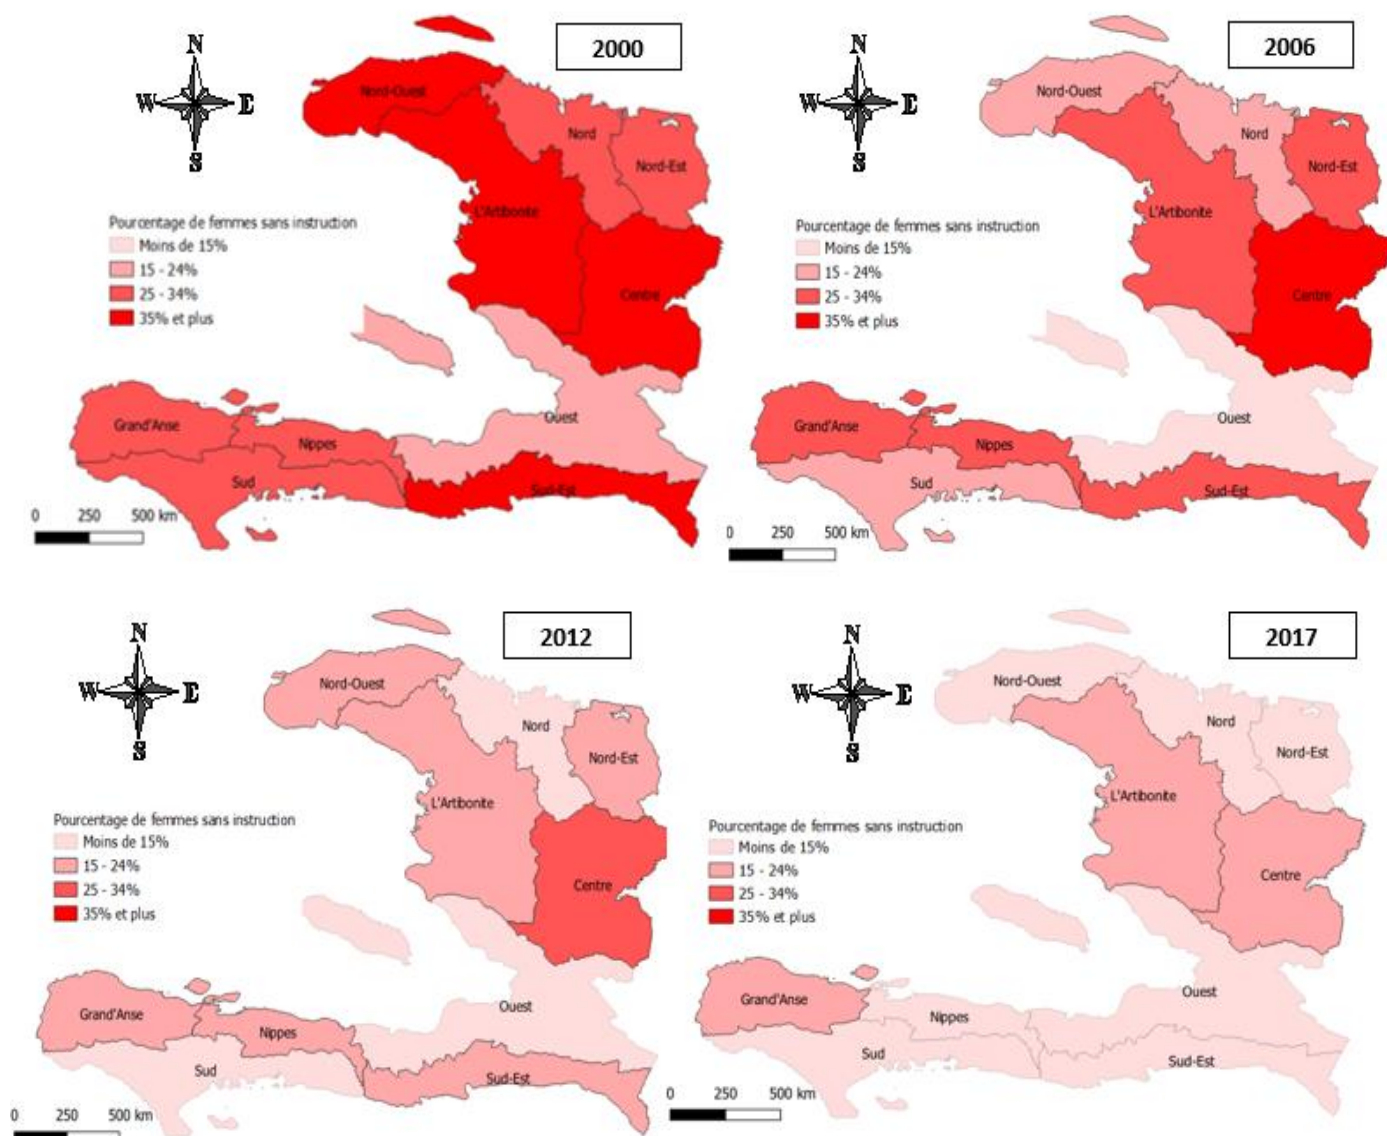 2000
N
W E
S
Nord-Ouest
Nord
Nord-Est
L'Artibonite
Pourcentage de femmes sans instruction
Moins de 15%
15 - 24%
25 - 34%
35% et plus
Centre
Ouest
Grand'Anse
Nippes
Sud
Sud-Est
0 250 500 km
2006
N
W E
S
Nord-Ouest
Nord
Nord-Est
L'Artibonite
Pourcentage de femmes sans instruction
Moins de 15%
15 - 24%
25 - 34%
35% et plus
Centre
Ouest
Grand'Anse
Nippes
Sud
Sud-Est
0 250 500 km
2012
N
W E
S
Nord-Ouest
Nord
Nord-Est
L'Artibonite
Pourcentage de femmes sans instruction
Moins de 15%
15 - 24%
25 - 34%
35% et plus
Centre
Ouest
Grand'Anse
Nippes
Sud
Sud-Est
0 250 500 km
2017
N
W E
S
Nord-Ouest
Nord
Nord-Est
L'Artibonite
Pourcentage de femmes sans instruction
Moins de 15%
15 - 24%
25 - 34%
35% et plus
Centre
Ouest
Grand'Anse
Nippes
Sud
Sud-Est
0 250 500 km